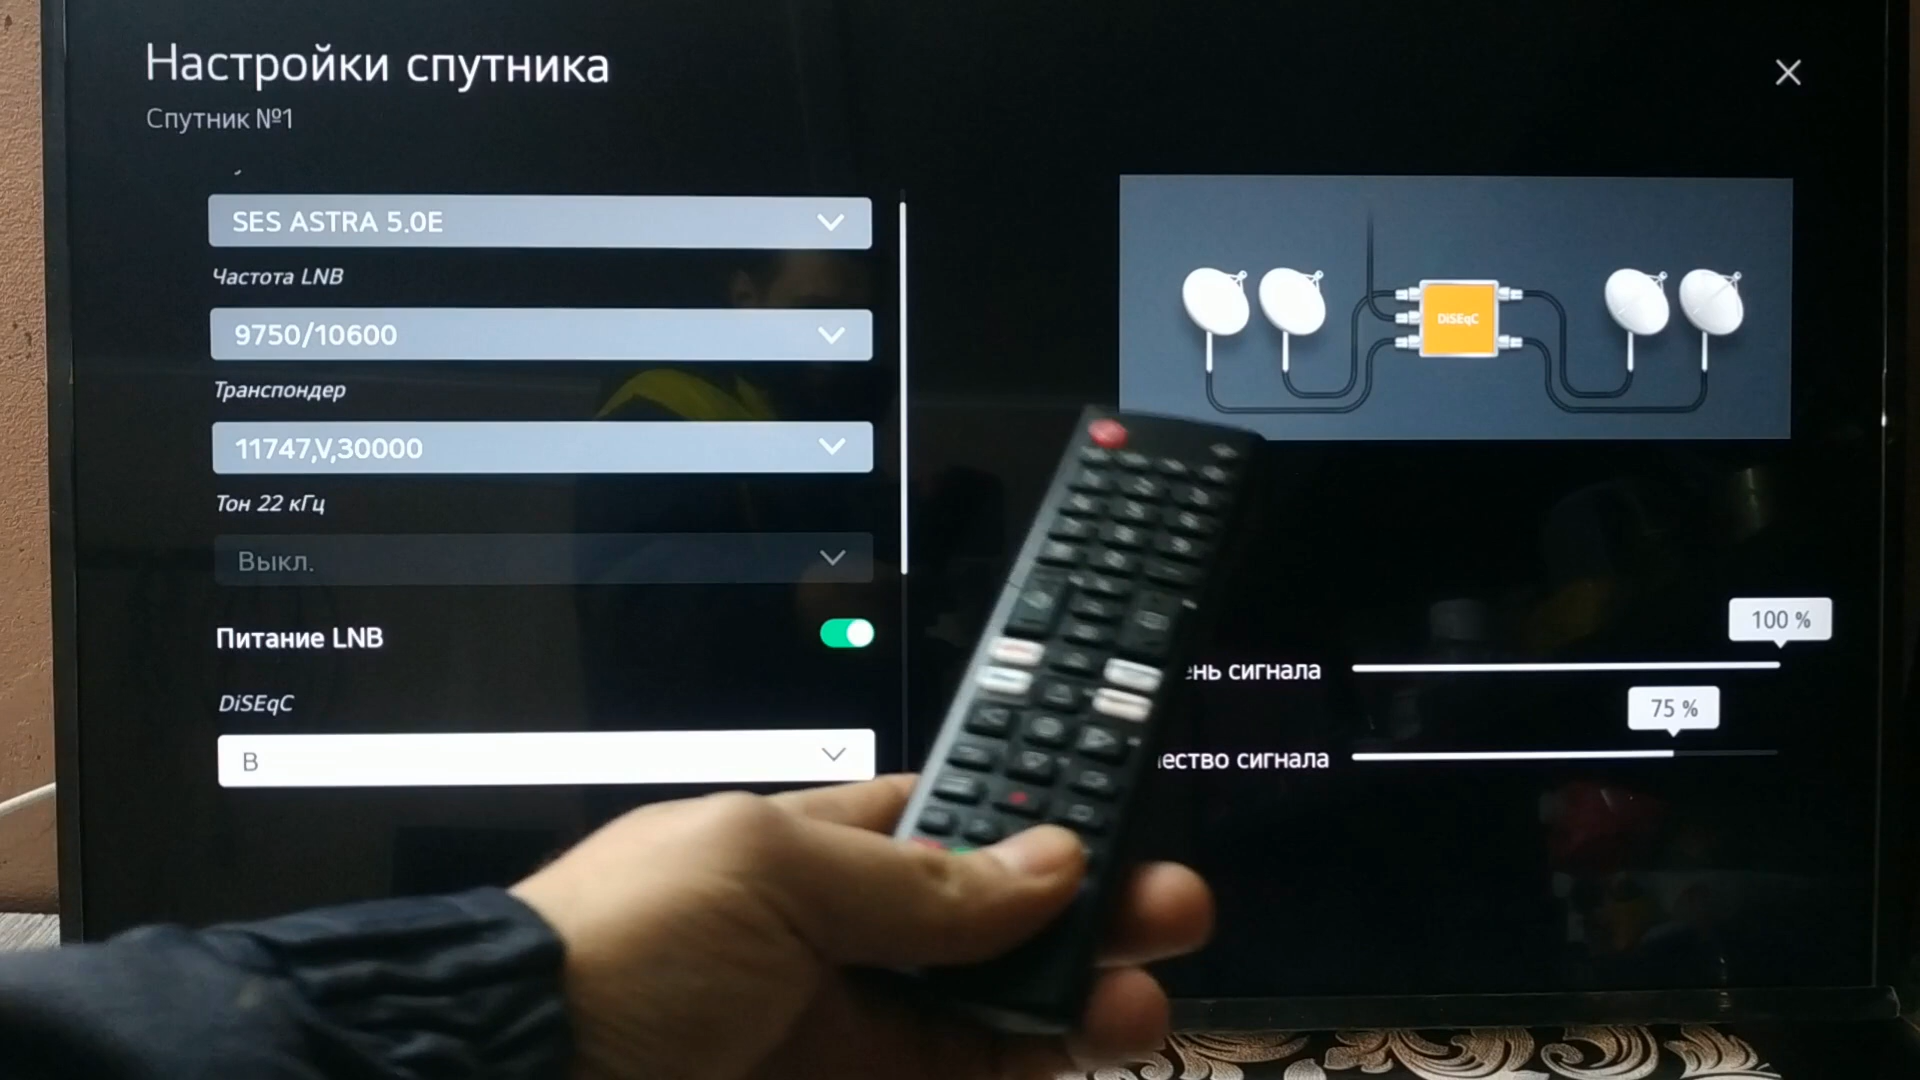 Настройки спутника
Спутник №1
SES ASTRA 5.0E
Частота LNB
9750/10600
Транспондер
11747,V,30000
Тон 22 кГц
Выкл.
Питание LNB
DiSEqC
B
DiSEqC
100 %
ень сигнала
75 %
ество сигнала